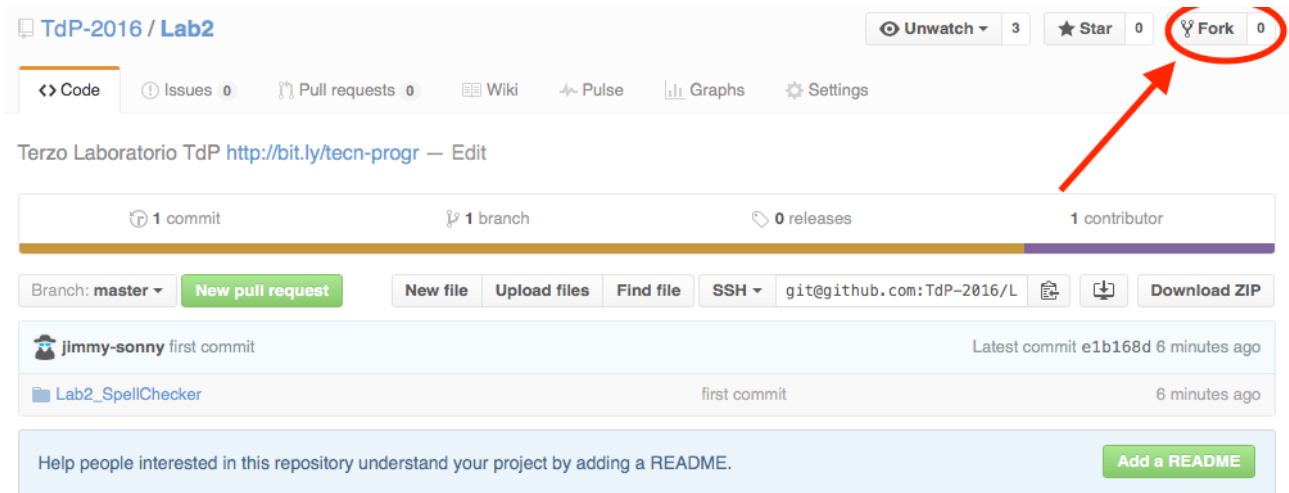 TdP-2016 / Lab2 Unwatch 3 Star 0 Fork 0
Code Issues 0 Pull requests 0 Wiki Pulse Graphs Settings
Terzo Laboratorio TdP http://bit.ly/tecn-progr — Edit
1 commit 1 branch 0 releases 1 contributor
Branch: master New pull request New file Upload files Find file SSH git@github.com:TdP-2016/L Download ZIP
jimmy-sonny first commit Latest commit e1b168d 6 minutes ago
Lab2_SpellChecker first commit 6 minutes ago
Help people interested in this repository understand your project by adding a README. Add a README